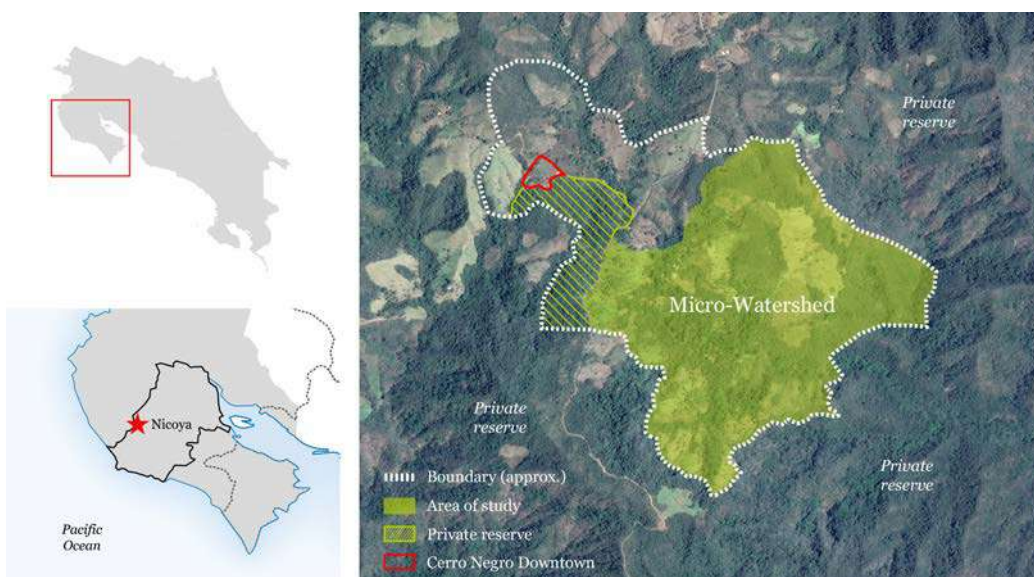 Nicoya
Pacific
Ocean
Private
reserve
Micro-Watershed
Private
reserve
Private
reserve
Boundary (approx.)
Area of study
Private reserve
Cerro Negro Downtown